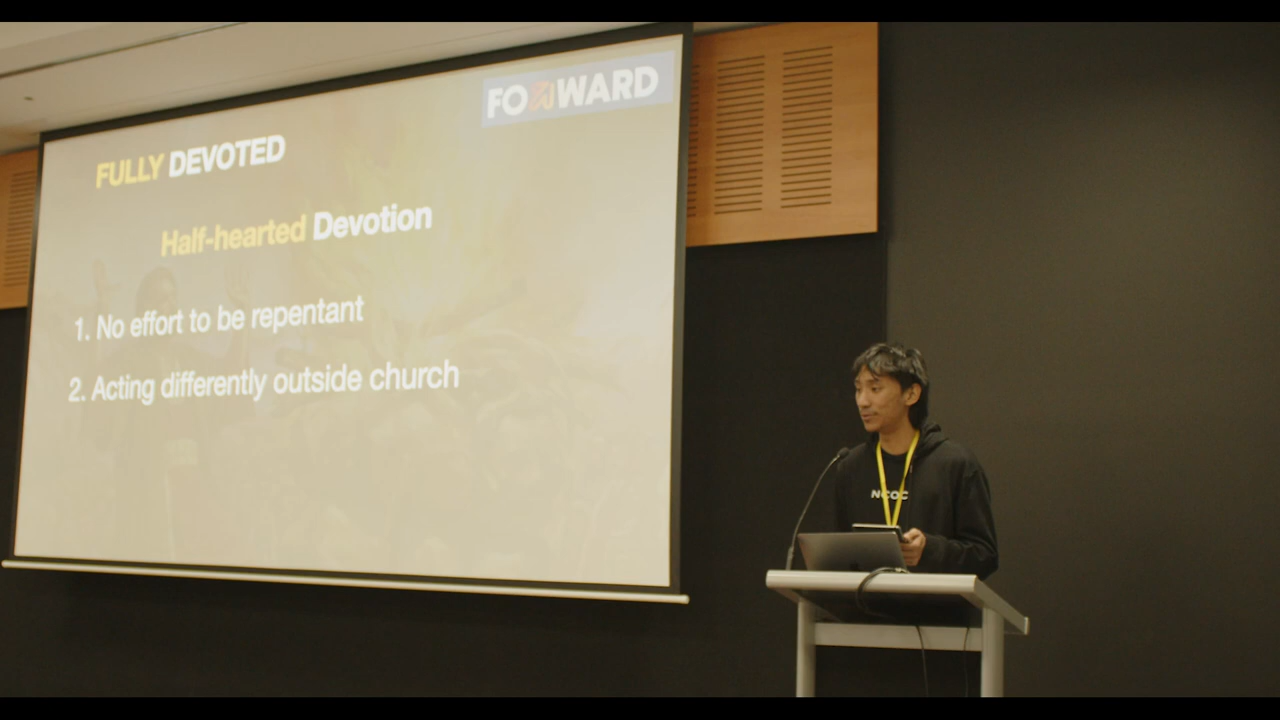 FORWARD
FULLY DEVOTED
Half-hearted Devotion
1. No effort to be repentant
2. Acting differently outside church
NCOC